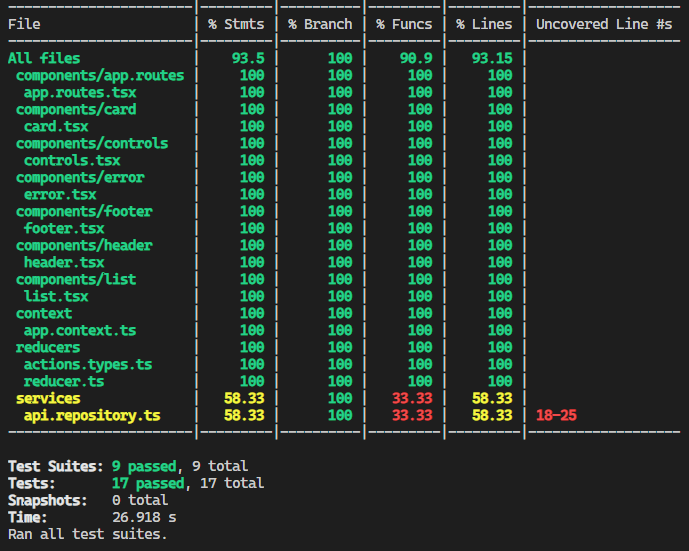 File | % Stmts | % Branch | % Funcs | % Lines | Uncovered Line #s
All files | 93.5 | 100 | 90.9 | 93.15 |
components/app.routes | 100 | 100 | 100 | 100 |
app.routes.tsx | 100 | 100 | 100 | 100 |
components/card | 100 | 100 | 100 | 100 |
card.tsx | 100 | 100 | 100 | 100 |
components/controls | 100 | 100 | 100 | 100 |
controls.tsx | 100 | 100 | 100 | 100 |
components/error | 100 | 100 | 100 | 100 |
error.tsx | 100 | 100 | 100 | 100 |
components/footer | 100 | 100 | 100 | 100 |
footer.tsx | 100 | 100 | 100 | 100 |
components/header | 100 | 100 | 100 | 100 |
header.tsx | 100 | 100 | 100 | 100 |
components/list | 100 | 100 | 100 | 100 |
list.tsx | 100 | 100 | 100 | 100 |
context | 100 | 100 | 100 | 100 |
app.context.ts | 100 | 100 | 100 | 100 |
reducers | 100 | 100 | 100 | 100 |
actions.types.ts | 100 | 100 | 100 | 100 |
reducer.ts | 100 | 100 | 100 | 100 |
services | 58.33 | 100 | 33.33 | 58.33 |
api.repository.ts | 58.33 | 100 | 33.33 | 58.33 | 18-25
Test Suites: 9 passed, 9 total
Tests: 17 passed, 17 total
Snapshots: 0 total
Time: 26.918 s
Ran all test suites.